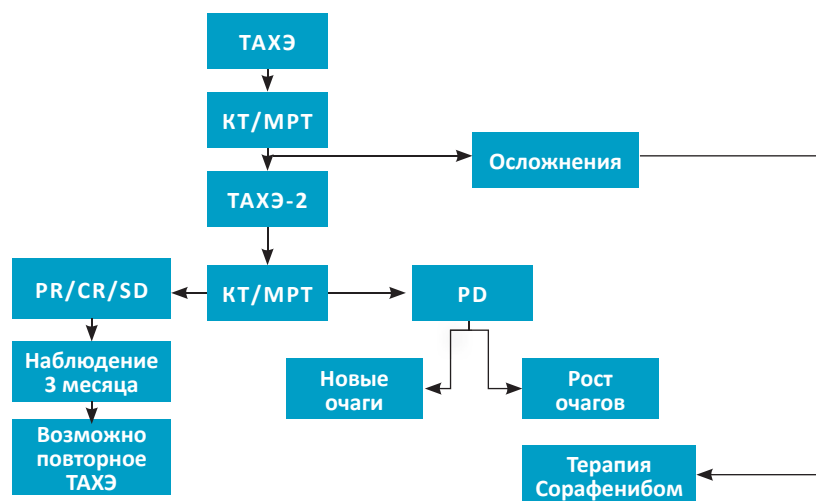 ТАХЭ
КТ/МРТ
Осложнения
ТАХЭ-2
PR/CR/SD
КТ/МРТ
PD
Наблюдение
3 месяца
Новые
очаги
Рост
очагов
Возможно
повторное
ТАХЭ
Терапия
Сорафенибом